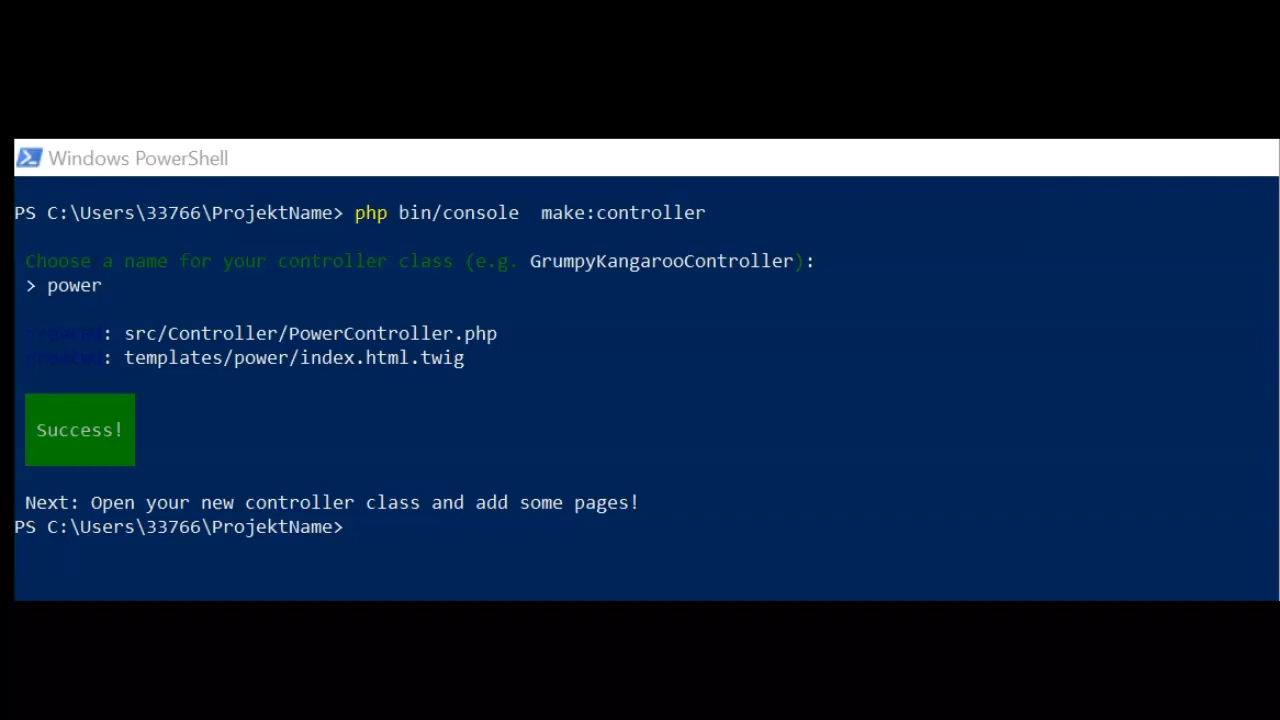 Windows PowerShell
PS C:\Users\33766\ProjektName> php bin/console  make:controller
Choose a name for your controller class (e.g. GrumpyKangarooController):
> power
created: src/Controller/PowerController.php
created: templates/power/index.html.twig
Success!
Next: Open your new controller class and add some pages!
PS C:\Users\33766\ProjektName>